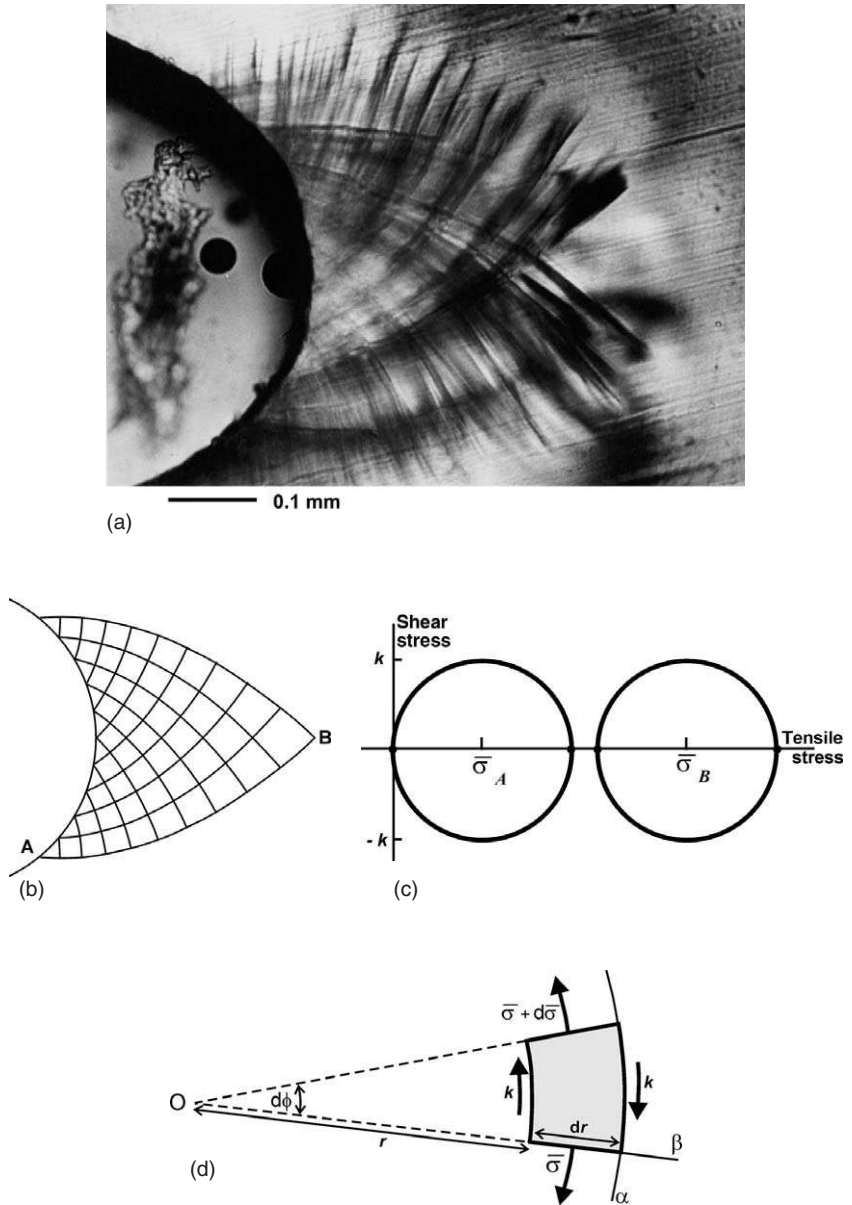 0.1 mm
(a)
A
B
(b)
Shear
stress
k
-k
σ̅ A
σ̅ B
Tensile
stress
(c)
σ̅ + dσ̅
k
k
O
dϕ
r
dr
σ̅
β
α
(d)